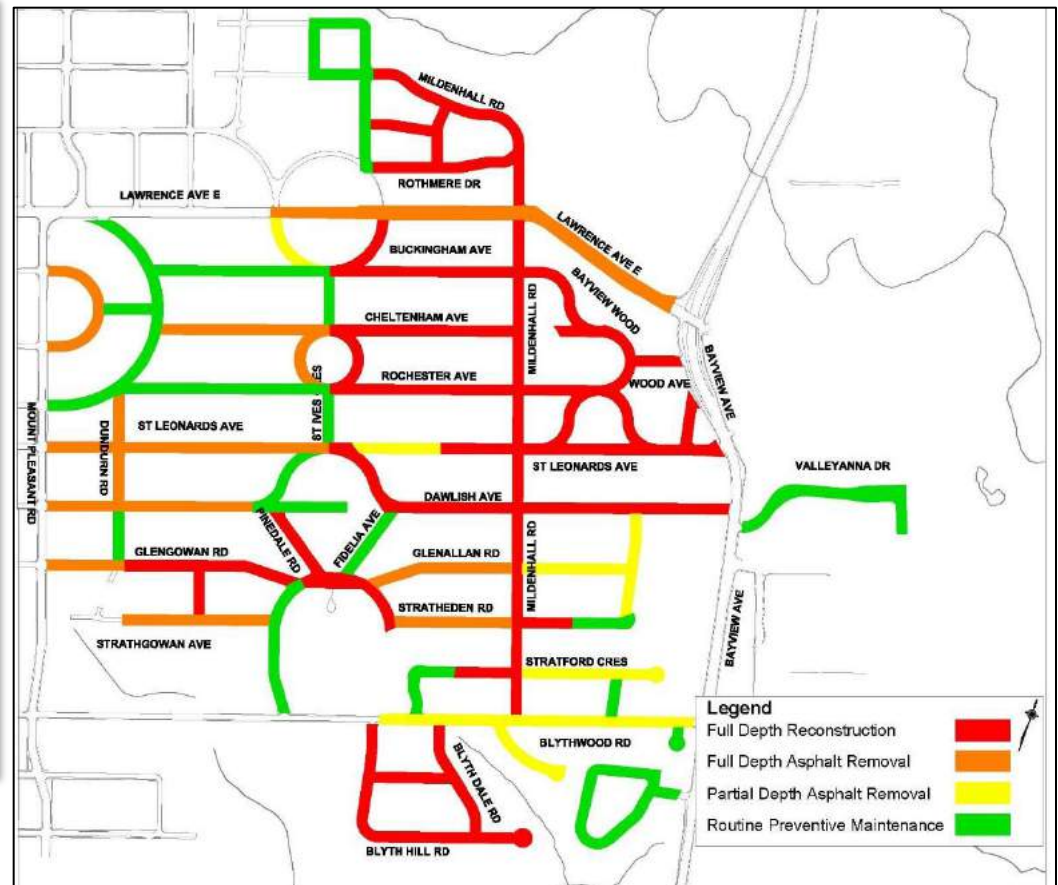 MILDENHALL RD
ROTHMERE DR
LAWRENCE AVE E
LAWRENCE AVE E
BUCKINGHAM AVE
BAYVIEW WOOD
CHELTENHAM AVE
MILDENHALL RD
BAYVIEW AVE
ROCHESTER AVE
WOOD AVE
ST IVES CRES
MOUNT PLEASANT RD
DUNDURN RD
ST LEONARDS AVE
ST LEONARDS AVE
VALLEYANNA DR
DAWLISH AVE
PINEDALE RD
FIDELIA AVE
GLENGOWAN RD
GLENALLAN RD
MILDENHALL RD
STRATHEDEN RD
BAYVIEW AVE
STRATHGOWAN AVE
STRATFORD CRES
BLYTHWOOD RD
BLYTH DALE RD
BLYTH HILL RD
Legend
Full Depth Reconstruction
Full Depth Asphalt Removal
Partial Depth Asphalt Removal
Routine Preventive Maintenance